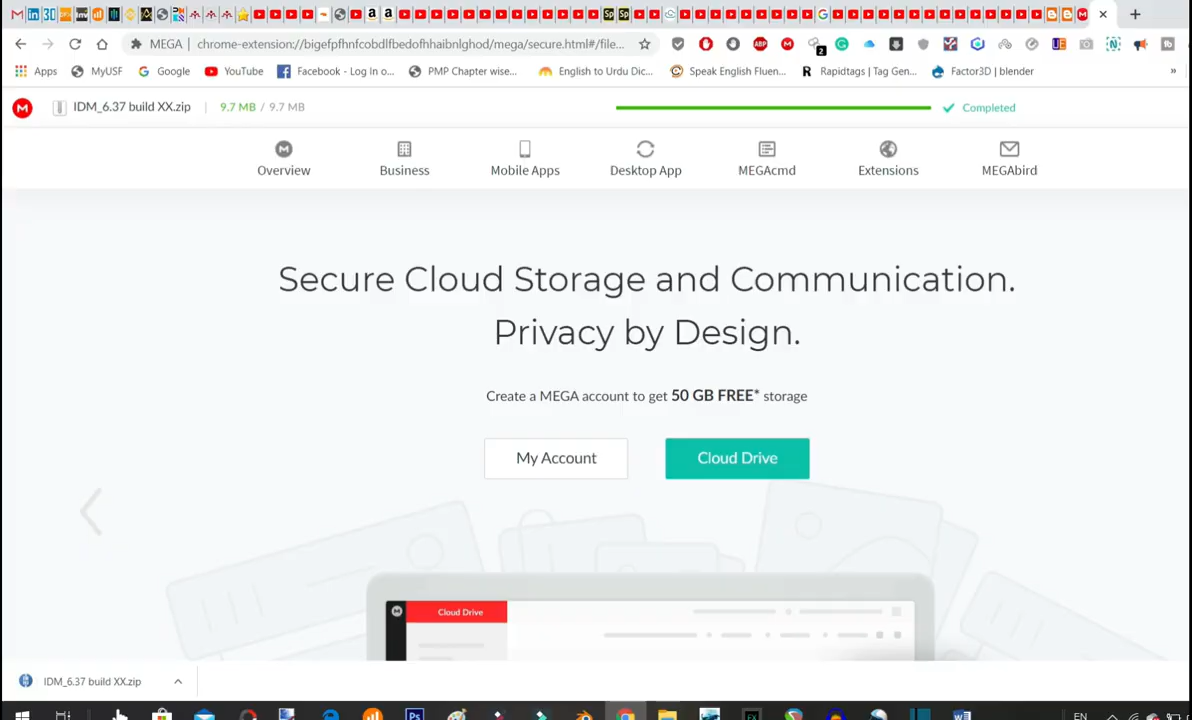 MEGA | chrome-extension://bigefpfhnfcobdlfbedofhhaibnlghod/mega/secure.html#/file...
Apps MyUSF Google YouTube Facebook - Log In o... PMP Chapter wise... English to Urdu Dic... Speak English Fluen... Rapidtags | Tag Gen... Factor3D | blender »
IDM_6.37 build XX.zip | 9.7 MB / 9.7 MB Completed
Overview Business Mobile Apps Desktop App MEGAcmd Extensions MEGAbird
Secure Cloud Storage and Communication.
Privacy by Design.
Create a MEGA account to get 50 GB FREE* storage
My Account Cloud Drive
Cloud Drive
IDM_6.37 build XX.zip
EN